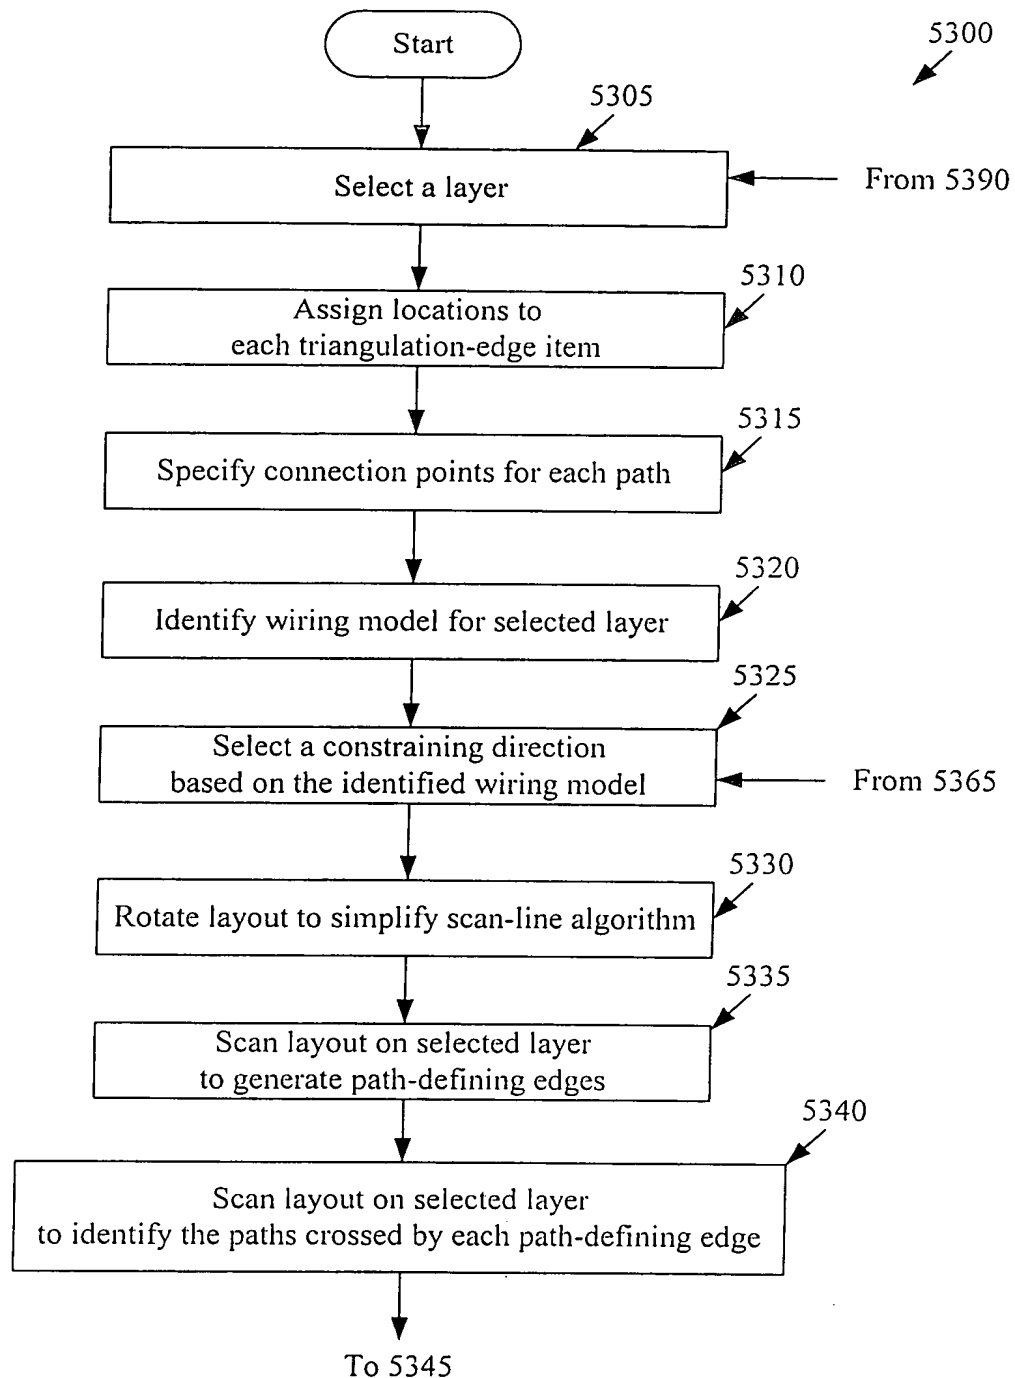 Start
5300
5305
Select a layer
From 5390
5310
Assign locations to
each triangulation-edge item
5315
Specify connection points for each path
5320
Identify wiring model for selected layer
5325
Select a constraining direction
based on the identified wiring model
From 5365
5330
Rotate layout to simplify scan-line algorithm
5335
Scan layout on selected layer
to generate path-defining edges
5340
Scan layout on selected layer
to identify the paths crossed by each path-defining edge
To 5345